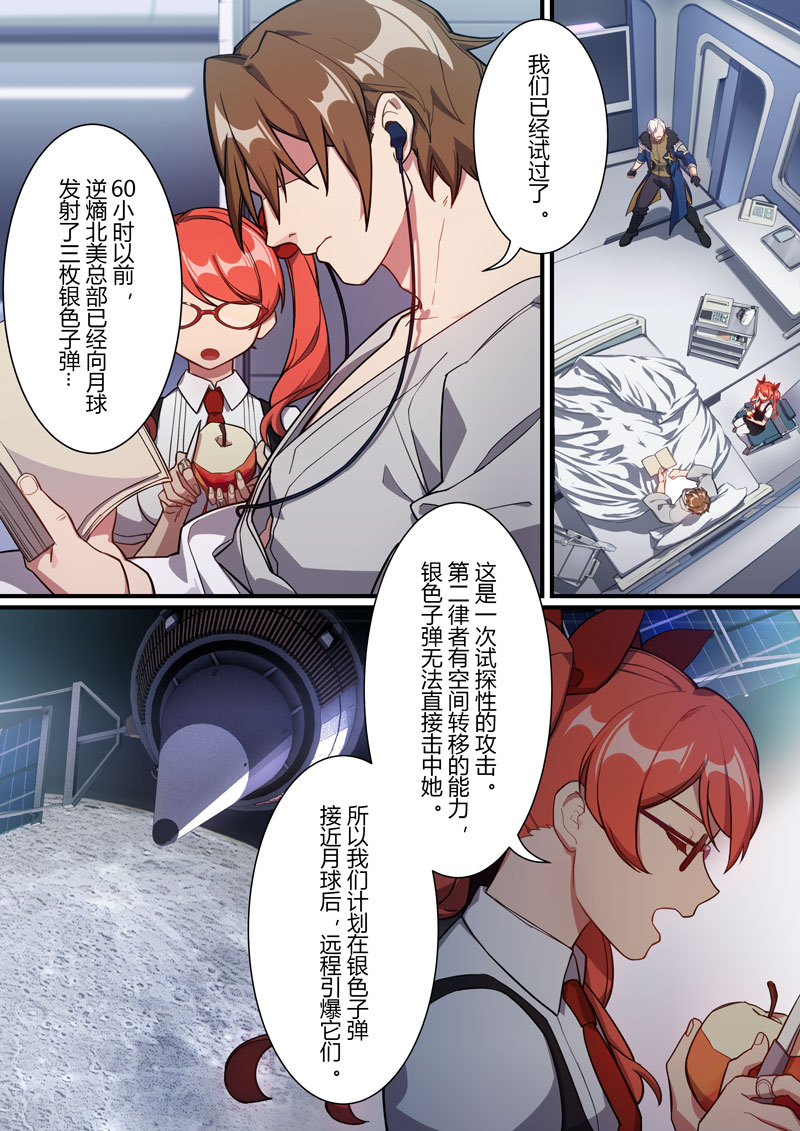 我们已经试过了。
60小时以前，
逆熵北美总部已经向月球
发射了三枚银色子弹…
这是一次试探性的攻击。
第二律者有空间转移的能力，
银色子弹无法直接击中她。
所以我们计划在银色子弹
接近月球后，远程引爆它们。